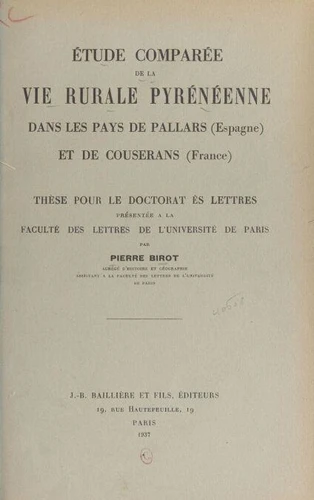 ÉTUDE COMPARÉE
DE LA
VIE RURALE PYRÉNÉENNE
DANS LES PAYS DE PALLARS (Espagne)
ET DE COUSERANS (France)
THÈSE POUR LE DOCTORAT ÈS LETTRES
PRÉSENTÉE A LA
FACULTÉ DES LETTRES DE L'UNIVERSITÉ DE PARIS
PAR
PIERRE BIROT
AGRÉGÉ D'HISTOIRE ET GÉOGRAPHIE
ASSISTANT A LA FACULTÉ DES LETTRES DE L'UNIVERSITÉ
DE PARIS
J.-B. BAILLIÈRE ET FILS, ÉDITEURS
19, RUE HAUTEFEUILLE, 19
PARIS
1937